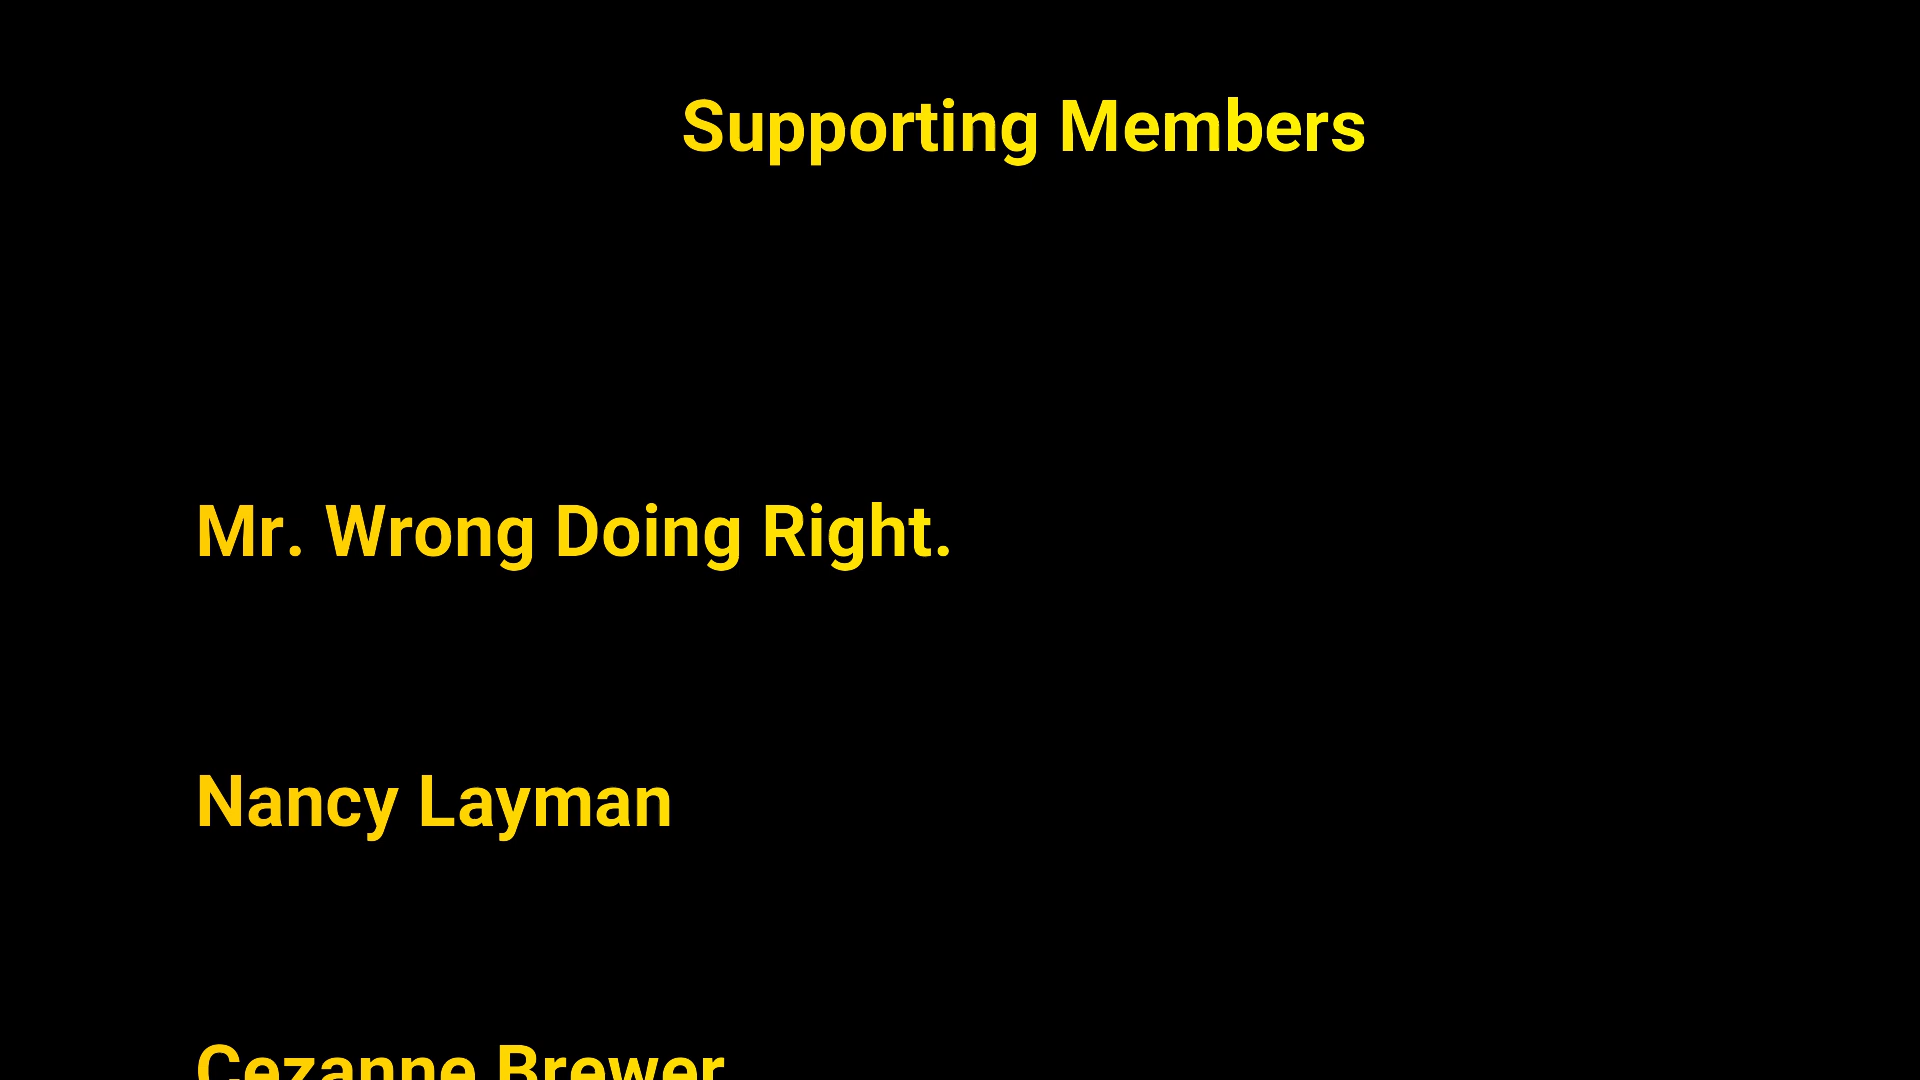 Supporting Members
Mr. Wrong Doing Right.
Nancy Layman
Cezanne Brewer